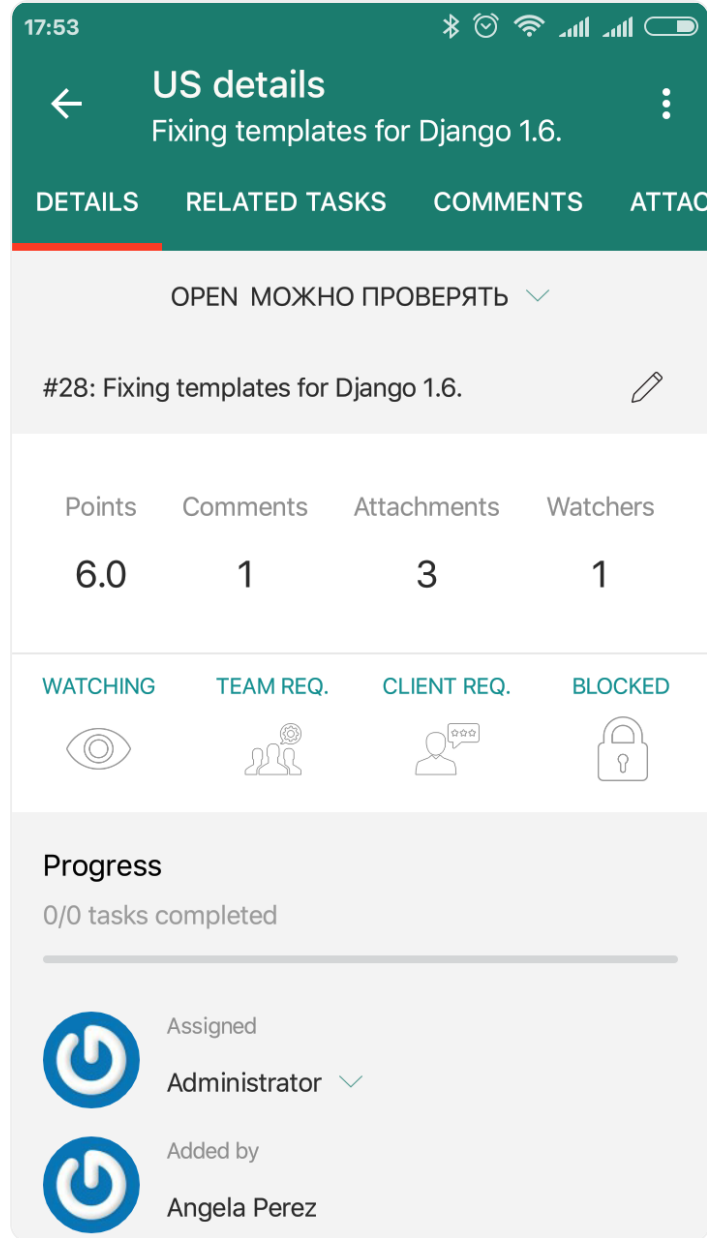 17:53
US details
Fixing templates for Django 1.6.
DETAILS RELATED TASKS COMMENTS ATTAC
OPEN МОЖНО ПРОВЕРЯТЬ
#28: Fixing templates for Django 1.6.
Points Comments Attachments Watchers
6.0 1 3 1
WATCHING TEAM REQ. CLIENT REQ. BLOCKED
Progress
0/0 tasks completed
Assigned
Administrator
Added by
Angela Perez